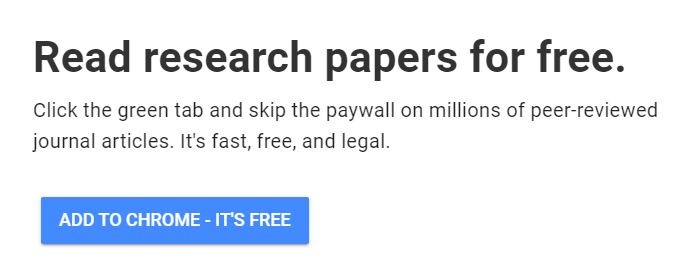 Read research papers for free.
Click the green tab and skip the paywall on millions of peer-reviewed
journal articles. It's fast, free, and legal.
ADD TO CHROME - IT'S FREE